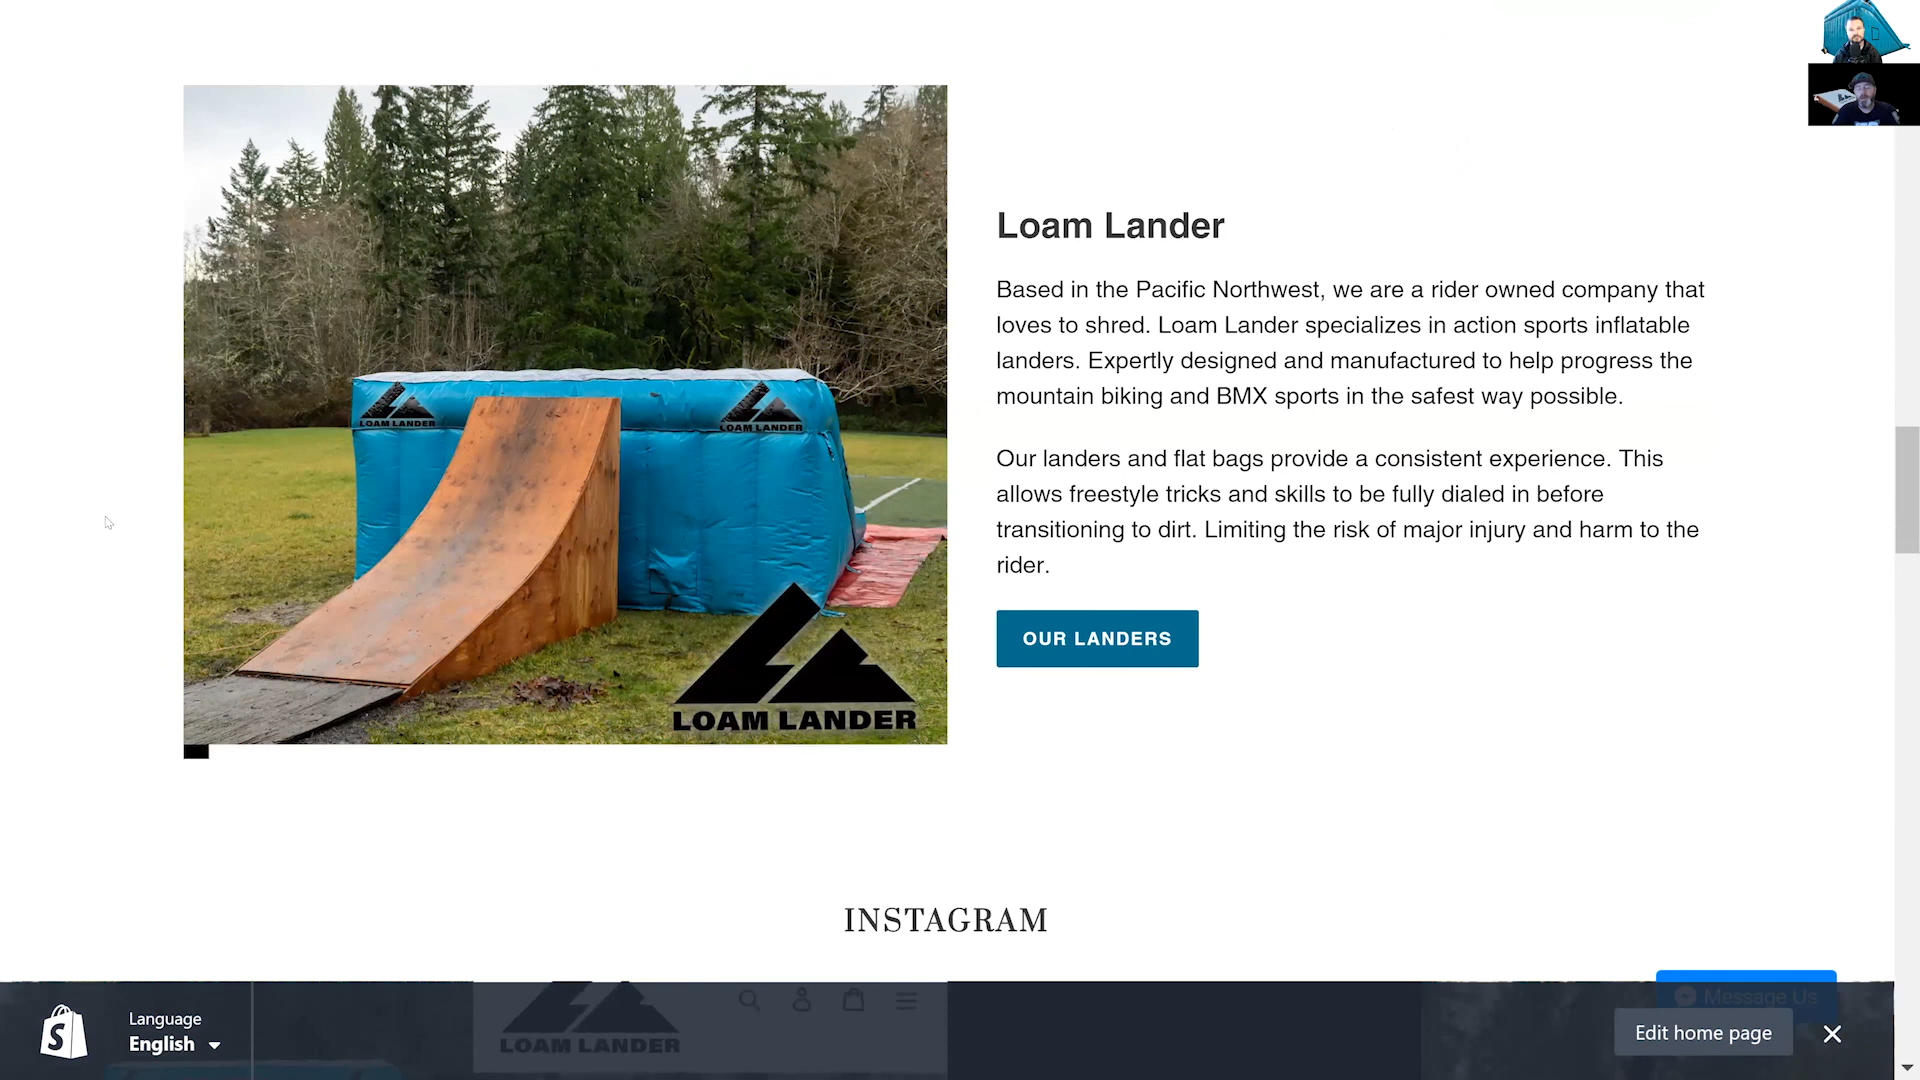 Loam Lander
Based in the Pacific Northwest, we are a rider owned company that
loves to shred. Loam Lander specializes in action sports inflatable
landers. Expertly designed and manufactured to help progress the
mountain biking and BMX sports in the safest way possible.
Our landers and flat bags provide a consistent experience. This
allows freestyle tricks and skills to be fully dialed in before
transitioning to dirt. Limiting the risk of major injury and harm to the
rider.
OUR LANDERS
LOAM LANDER
LOAM LANDER
LOAM LANDER
INSTAGRAM
Message Us
LOAM LANDER
S
Language
English
Edit home page